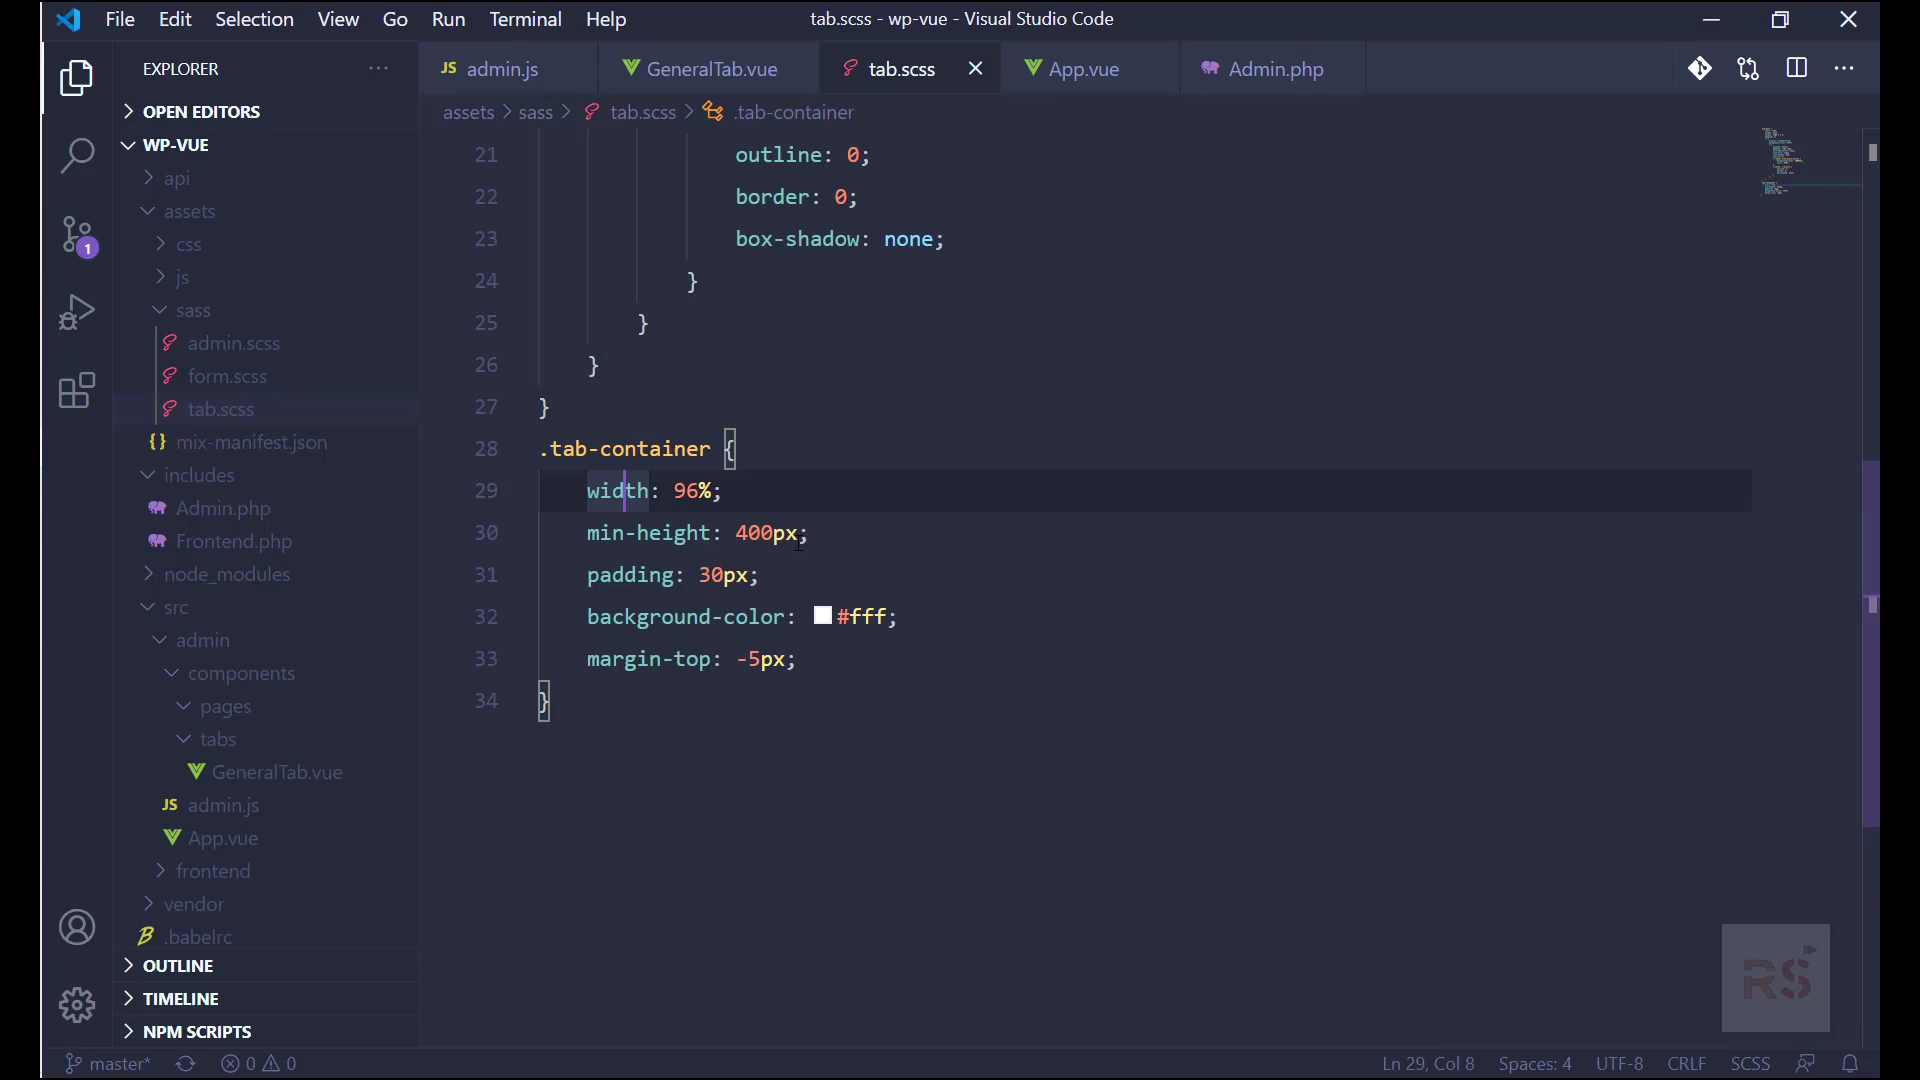 File Edit Selection View Go Run Terminal Help
tab.scss - wp-vue - Visual Studio Code
EXPLORER
OPEN EDITORS
WP-VUE
api
assets
css
js
sass
admin.scss
form.scss
tab.scss
mix-manifest.json
includes
Admin.php
Frontend.php
node_modules
src
admin
components
pages
tabs
GeneralTab.vue
JS admin.js
App.vue
frontend
vendor
.babelrc
OUTLINE
TIMELINE
NPM SCRIPTS
1
JS admin.js GeneralTab.vue tab.scss App.vue Admin.php
assets > sass > tab.scss > .tab-container
21 outline: 0;
22 border: 0;
23 box-shadow: none;
24 }
25 }
26 }
27 }
28 .tab-container {
29 width: 96%;
30 min-height: 400px;
31 padding: 30px;
32 background-color: #fff;
33 margin-top: -5px;
34 }
RS
master* 0 0 Ln 29, Col 8 Spaces: 4 UTF-8 CRLF SCSS